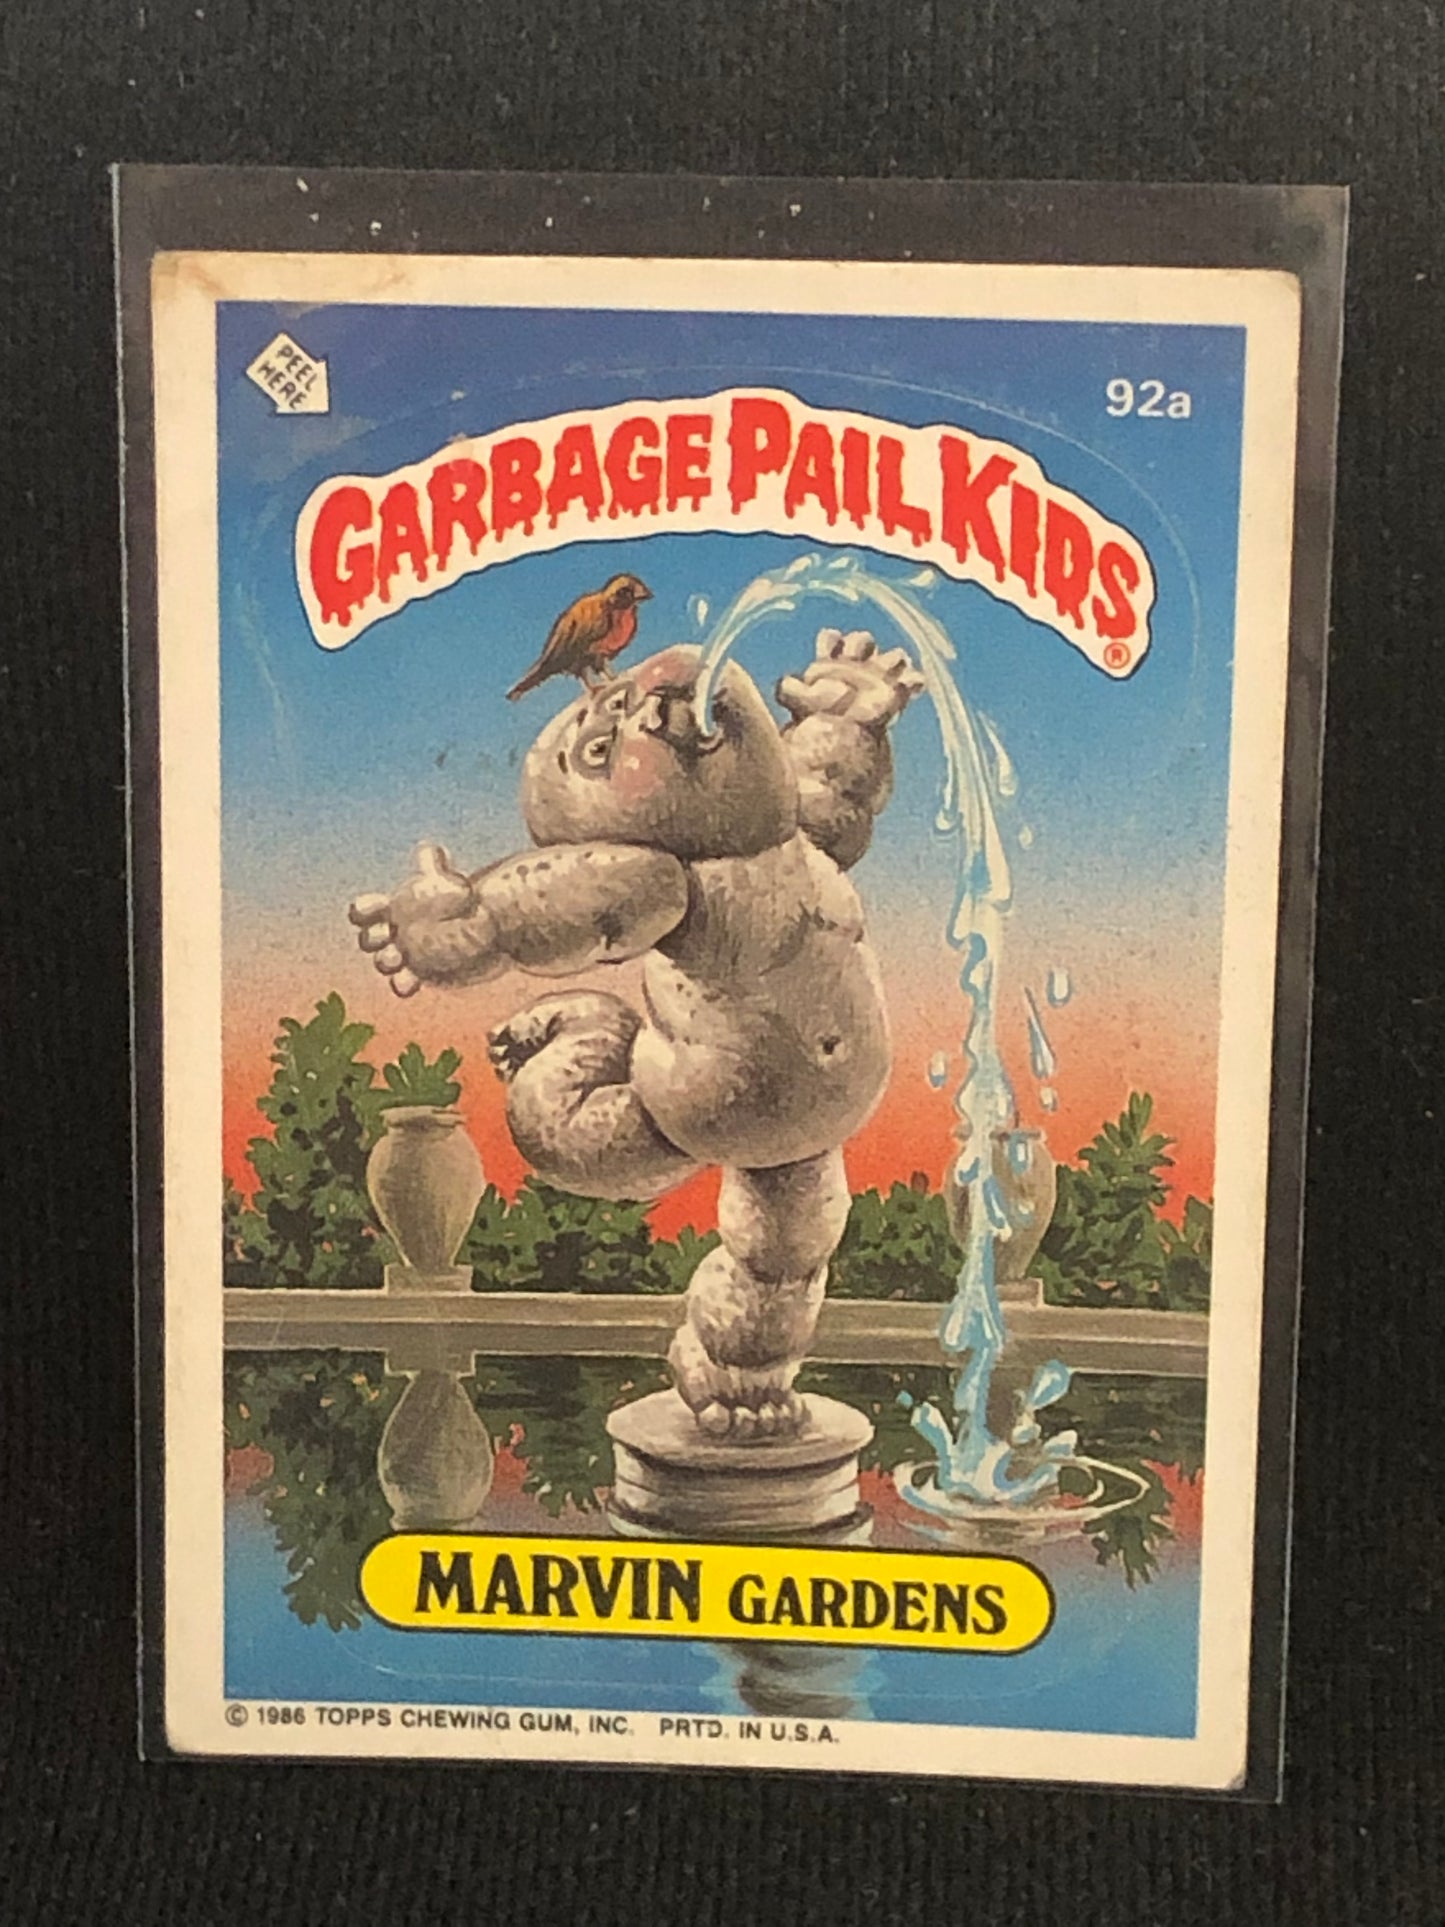 PEEL
HERE
92a
GARBAGE PAIL KIDS
®
MARVIN GARDENS
© 1986 TOPPS CHEWING GUM, INC. PRTD. IN U.S.A.